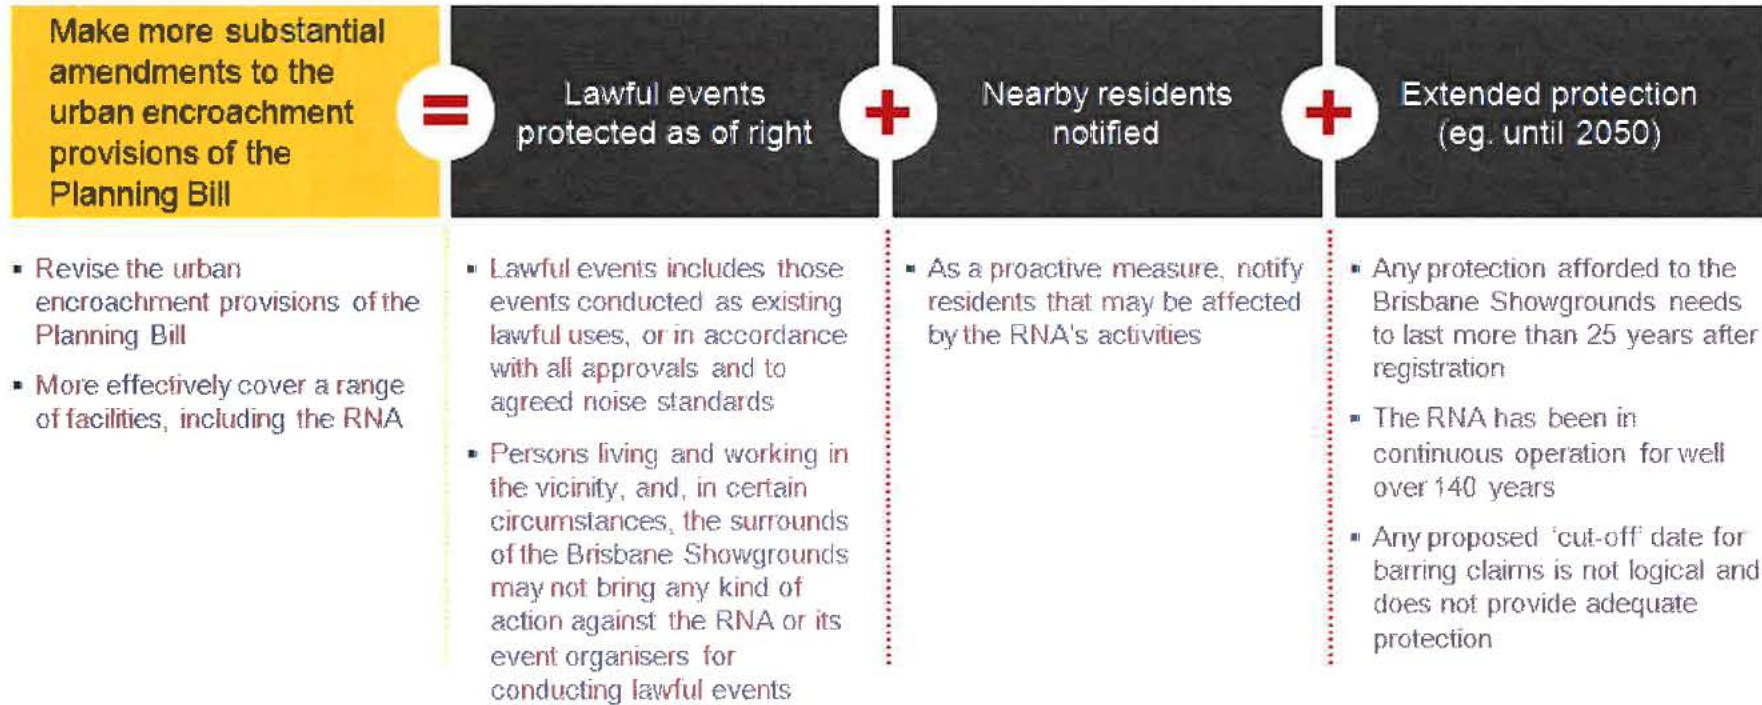 Make more substantial
amendments to the
urban encroachment
provisions of the
Planning Bill
=
Lawful events
protected as of right
+
Nearby residents
notified
+
Extended protection
(eg. until 2050)
▪ Revise the urban
encroachment provisions of the
Planning Bill
▪ More effectively cover a range
of facilities, including the RNA
▪ Lawful events includes those
events conducted as existing
lawful uses, or in accordance
with all approvals and to
agreed noise standards
▪ Persons living and working in
the vicinity, and, in certain
circumstances, the surrounds
of the Brisbane Showgrounds
may not bring any kind of
action against the RNA or its
event organisers for
conducting lawful events
▪ As a proactive measure, notify
residents that may be affected
by the RNA's activities
▪ Any protection afforded to the
Brisbane Showgrounds needs
to last more than 25 years after
registration
▪ The RNA has been in
continuous operation for well
over 140 years
▪ Any proposed 'cut-off' date for
barring claims is not logical and
does not provide adequate
protection